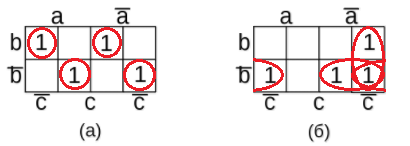 a a̅ a a̅
b 1 1 b 1
b̅ 1 1 b̅ 1 1 1
c̅ c c̅ c̅ c c̅
(а) (б)